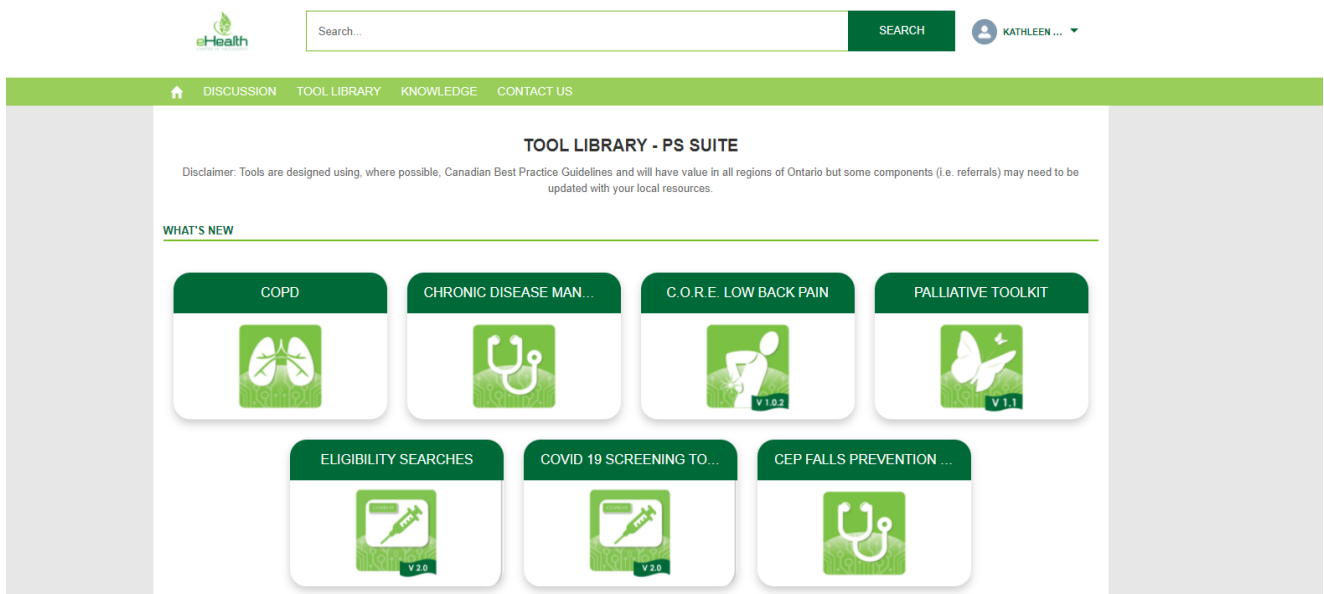 eHealth
Search...
SEARCH
KATHLEEN ...
DISCUSSION TOOL LIBRARY KNOWLEDGE CONTACT US
TOOL LIBRARY - PS SUITE
Disclaimer: Tools are designed using, where possible, Canadian Best Practice Guidelines and will have value in all regions of Ontario but some components (i.e. referrals) may need to be
updated with your local resources.
WHAT'S NEW
COPD
CHRONIC DISEASE MAN...
C.O.R.E. LOW BACK PAIN
PALLIATIVE TOOLKIT
V 1.0.2
V 1.1
ELIGIBILITY SEARCHES
COVID 19 SCREENING TO...
CEP FALLS PREVENTION ...
V 2.0
V 2.0